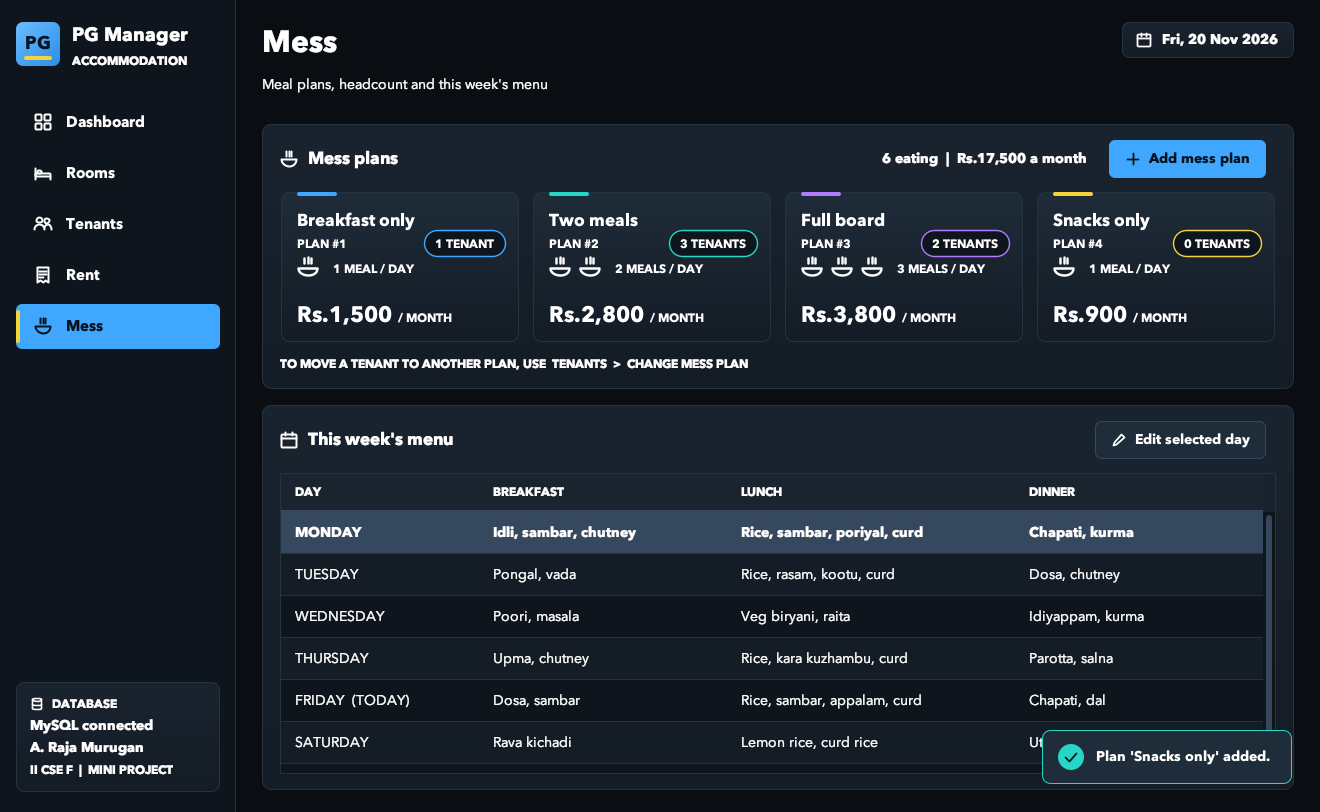 PG
PG Manager
ACCOMMODATION
Dashboard
Rooms
Tenants
Rent
Mess
DATABASE
MySQL connected
A. Raja Murugan
II CSE F | MINI PROJECT
Mess
Fri, 20 Nov 2026
Meal plans, headcount and this week's menu
Mess plans
6 eating | Rs.17,500 a month
Add mess plan
Breakfast only
PLAN #1
1 TENANT
1 MEAL / DAY
Rs.1,500 / MONTH
Two meals
PLAN #2
3 TENANTS
2 MEALS / DAY
Rs.2,800 / MONTH
Full board
PLAN #3
2 TENANTS
3 MEALS / DAY
Rs.3,800 / MONTH
Snacks only
PLAN #4
0 TENANTS
1 MEAL / DAY
Rs.900 / MONTH
TO MOVE A TENANT TO ANOTHER PLAN, USE TENANTS > CHANGE MESS PLAN
This week's menu
Edit selected day
DAY BREAKFAST LUNCH DINNER
MONDAY Idli, sambar, chutney Rice, sambar, poriyal, curd Chapati, kurma
TUESDAY Pongal, vada Rice, rasam, kootu, curd Dosa, chutney
WEDNESDAY Poori, masala Veg biryani, raita Idiyappam, kurma
THURSDAY Upma, chutney Rice, kara kuzhambu, curd Parotta, salna
FRIDAY (TODAY) Dosa, sambar Rice, sambar, appalam, curd Chapati, dal
SATURDAY Rava kichadi Lemon rice, curd rice
Plan 'Snacks only' added.